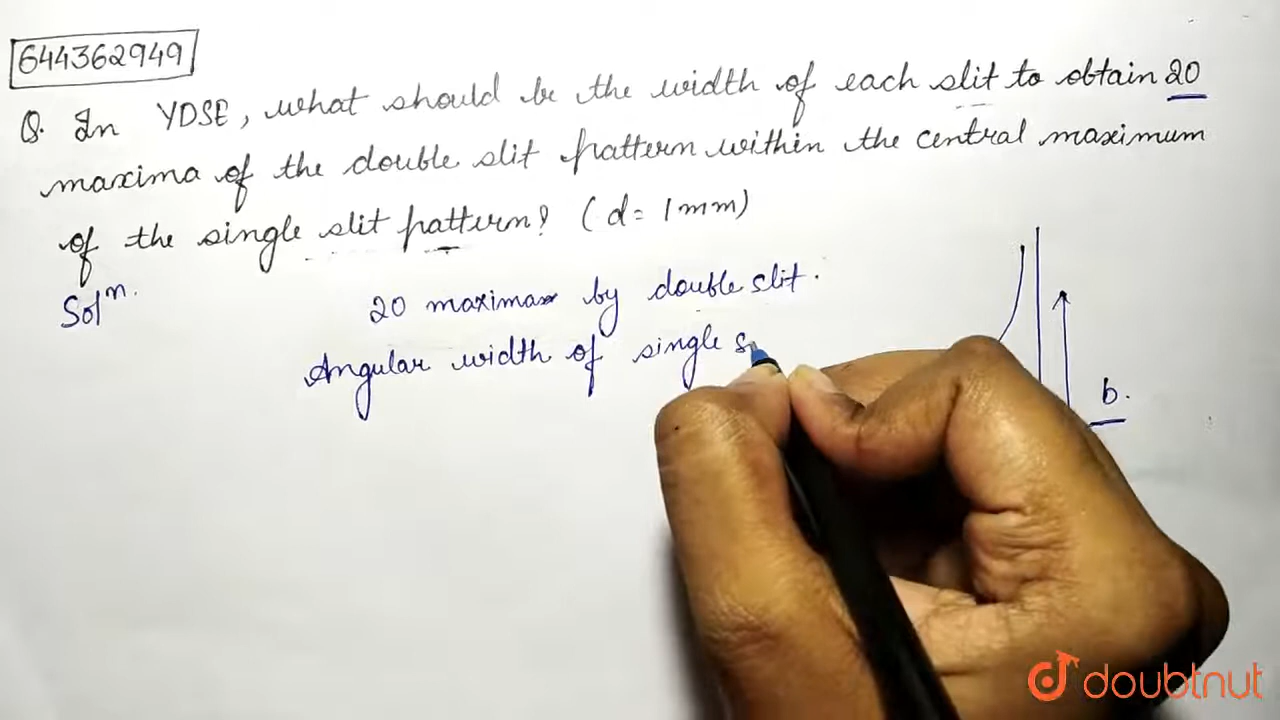 644362949
Q. In YDSE, what should be the width of each slit to obtain 20
maxima of the double slit pattern within the central maximum
of the single slit pattern? (d = 1mm)
Solⁿ.
20 maxima by double slit.
Angular width of single s
b.
doubtnut